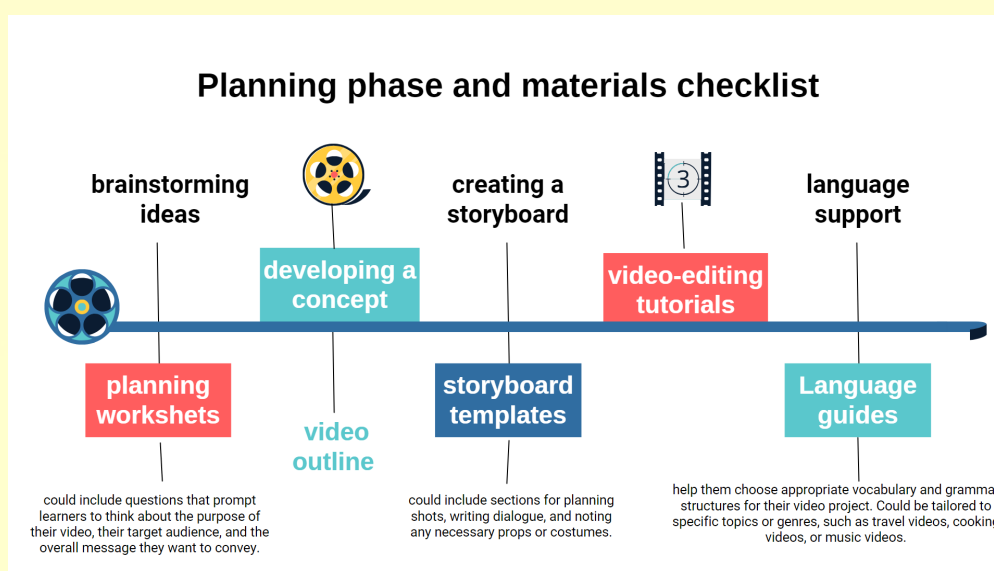 Planning phase and materials checklist
brainstorming
ideas
developing a
concept
creating a
storyboard
3
video-editing
tutorials
language
support
planning
workshets
video
outline
storyboard
templates
Language
guides
could include questions that prompt
learners to think about the purpose of
their video, their target audience, and the
overall message they want to convey.
could include sections for planning
shots, writing dialogue, and noting
any necessary props or costumes.
help them choose appropriate vocabulary and gramma
structures for their video project. Could be tailored to
specific topics or genres, such as travel videos, cooking
videos, or music videos.